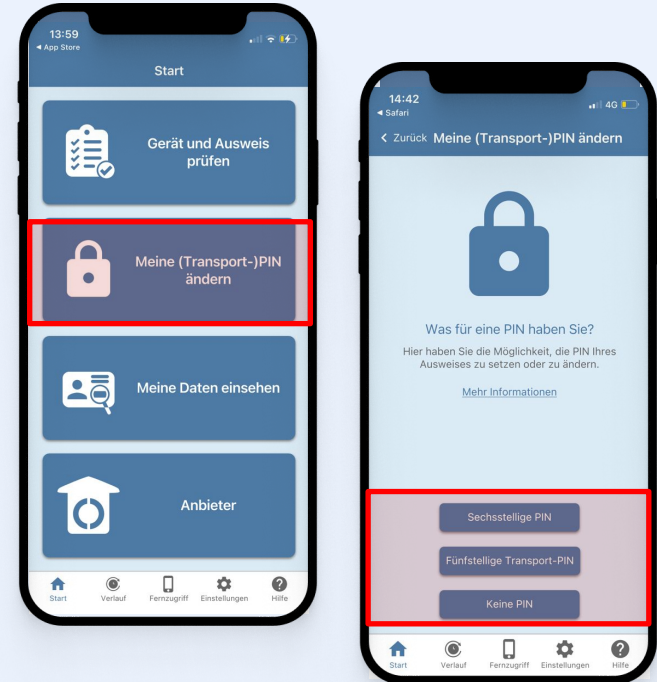 13:59
◀ App Store
Start
Gerät und Ausweis
prüfen
Meine (Transport-)PIN
ändern
Meine Daten einsehen
Anbieter
Start
Verlauf
Fernzugriff
Einstellungen
Hilfe
14:42
4G
◀ Safari
Zurück Meine (Transport-)PIN ändern
Was für eine PIN haben Sie?
Hier haben Sie die Möglichkeit, die PIN Ihres
Ausweises zu setzen oder zu ändern.
Mehr Informationen
Sechsstellige PIN
Fünfstellige Transport-PIN
Keine PIN
Start
Verlauf
Fernzugriff
Einstellungen
Hilfe